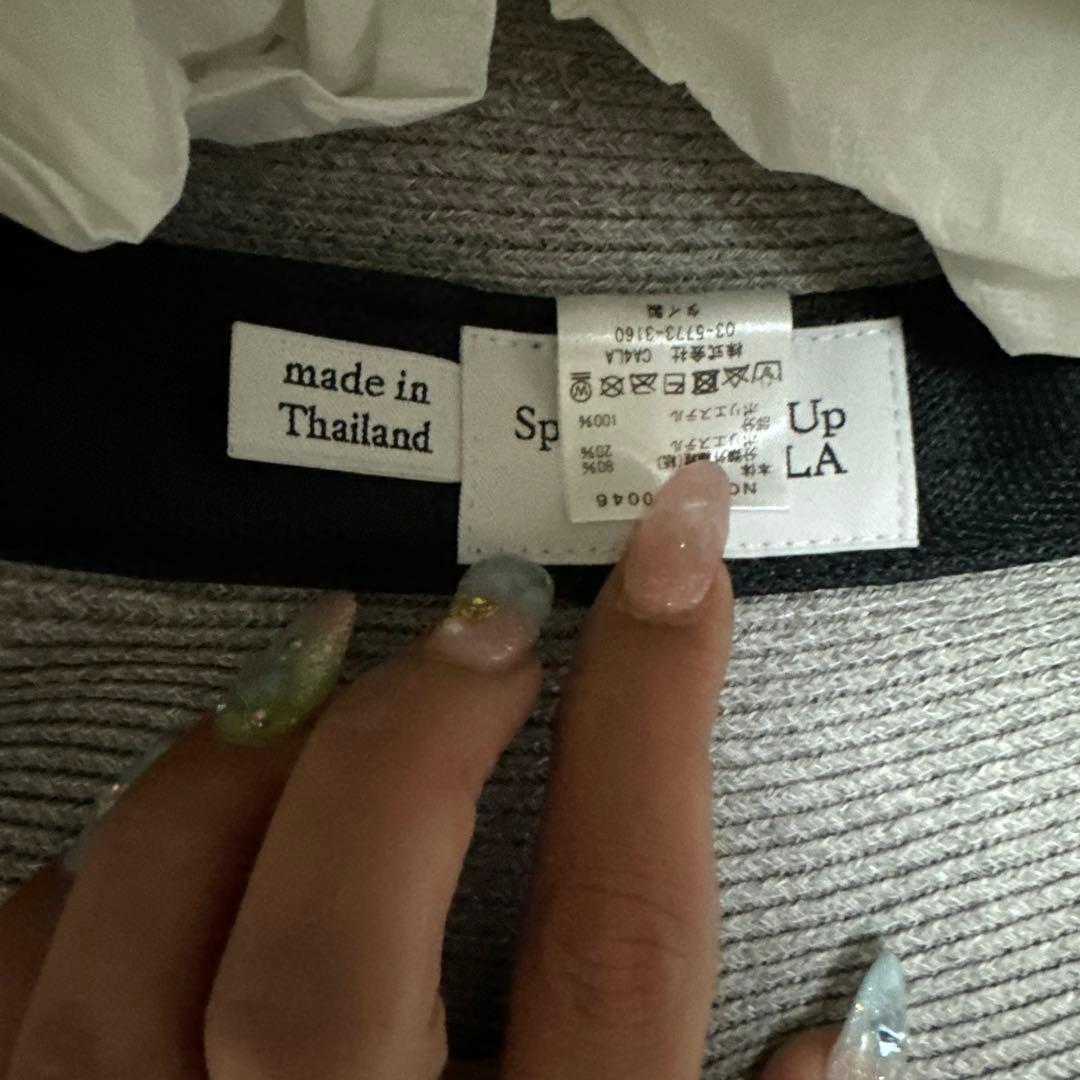 made in
Thailand
Sp
Up
LA
本体
分類外繊維(紙) 80%
ポリエステル 20%
部分
ポリエステル 100%
株式会社 CA4LA
03-5773-3160
タイ製